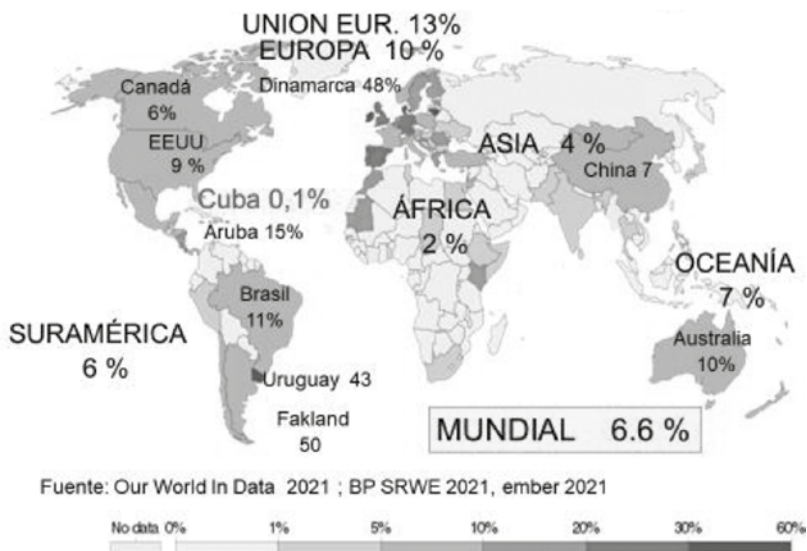 UNION EUR. 13%
EUROPA 10 %
Dinamarca 48%
Canadá
6%
EEUU
9 %
ASIA 4 %
China 7
Cuba 0,1%
Aruba 15%
ÁFRICA
2 %
OCEANÍA
7 %
Brasil
11%
SURAMÉRICA
6 %
Australia
10%
Uruguay 43
Fakland
50
MUNDIAL 6.6 %
Fuente: Our World In Data 2021 ; BP SRWE 2021, ember 2021
No data 0% 1% 5% 10% 20% 30% 60%